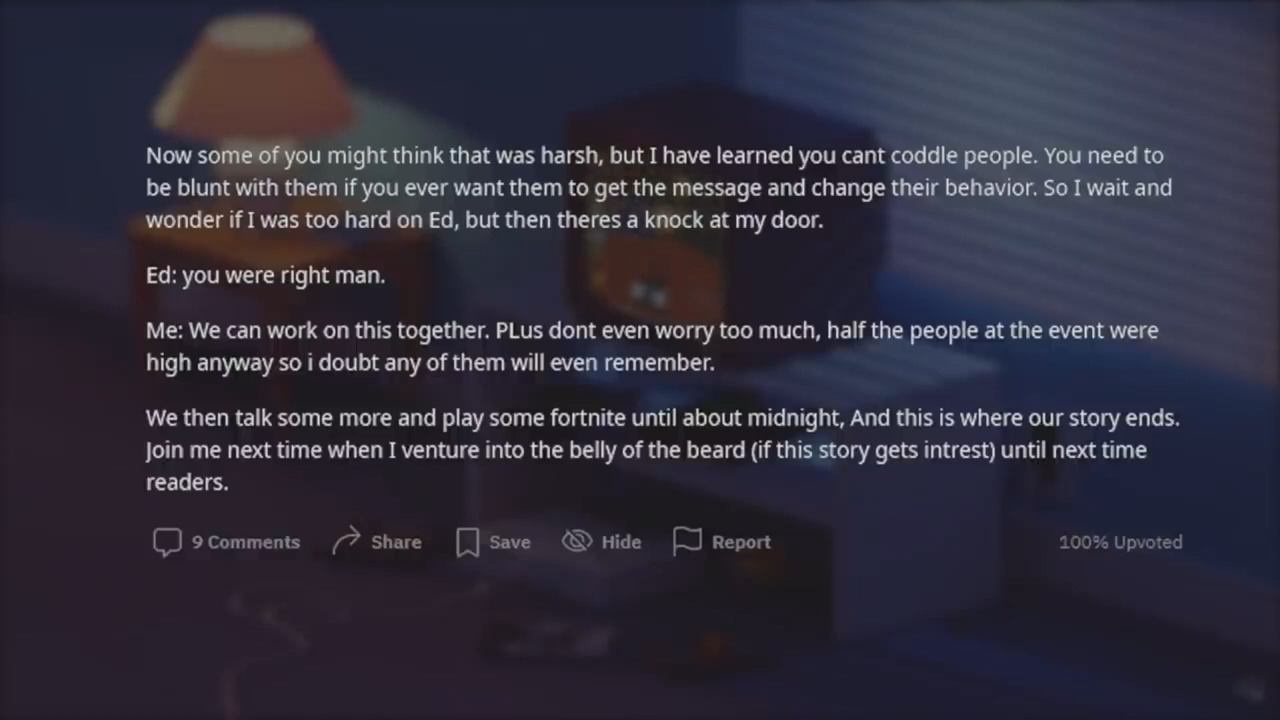 Now some of you might think that was harsh, but I have learned you cant coddle people. You need to
be blunt with them if you ever want them to get the message and change their behavior. So I wait and
wonder if I was too hard on Ed, but then theres a knock at my door.
Ed: you were right man.
Me: We can work on this together. PLus dont even worry too much, half the people at the event were
high anyway so i doubt any of them will even remember.
We then talk some more and play some fortnite until about midnight, And this is where our story ends.
Join me next time when I venture into the belly of the beard (if this story gets intrest) until next time
readers.
9 Comments Share Save Hide Report 100% Upvoted